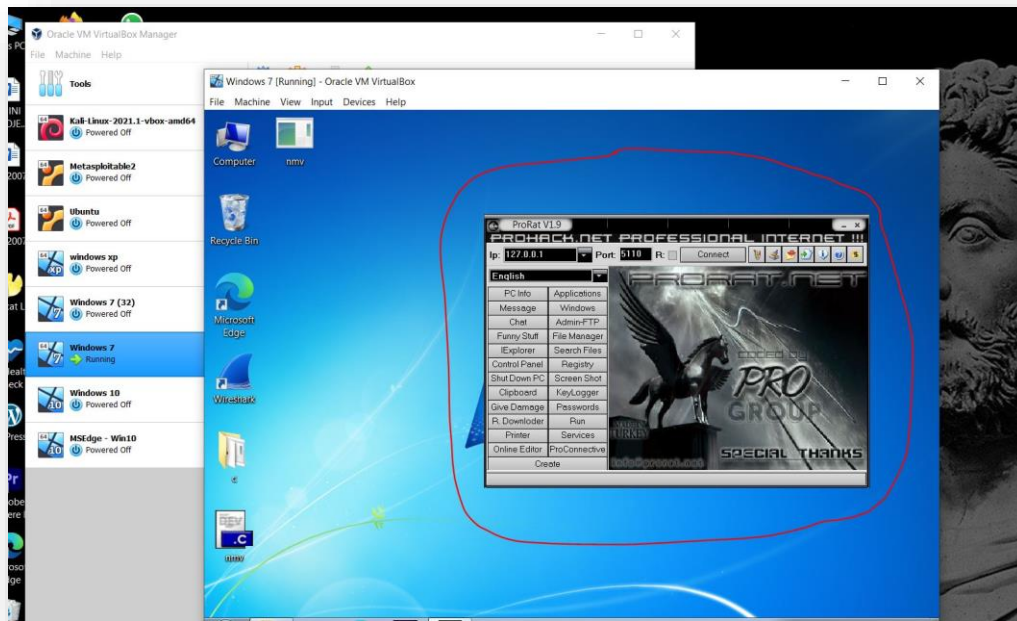 Oracle VM VirtualBox Manager
File Machine Help
Tools
Kali-Linux-2021.1-vbox-amd64
Powered Off
Metasploitable2
Powered Off
Ubuntu
Powered Off
windows xp
Powered Off
Windows 7 (32)
Powered Off
Windows 7
Running
Windows 10
Powered Off
MSEdge - Win10
Powered Off
Windows 7 [Running] - Oracle VM VirtualBox
File Machine View Input Devices Help
Computer
nmv
Recycle Bin
Microsoft
Edge
Wireshark
.C
nmv
ProRat V1.9
PROHACK.NET PROFESSIONAL INTERNET !!!
Ip: 127.0.0.1 Port: 5110 R: Connect
English
PC Info Applications
Message Windows
Chat Admin-FTP
Funny Stuff File Manager
IExplorer Search Files
Control Panel Registry
Shut Down PC Screen Shot
Clipboard KeyLogger
Give Damage Passwords
R. Downloder Run
Printer Services
Online Editor ProConnective
Create
PRORAT.NET
CODED BY
PRO
GROUP
MADE IN
TURKEY
SPECIAL THANKS